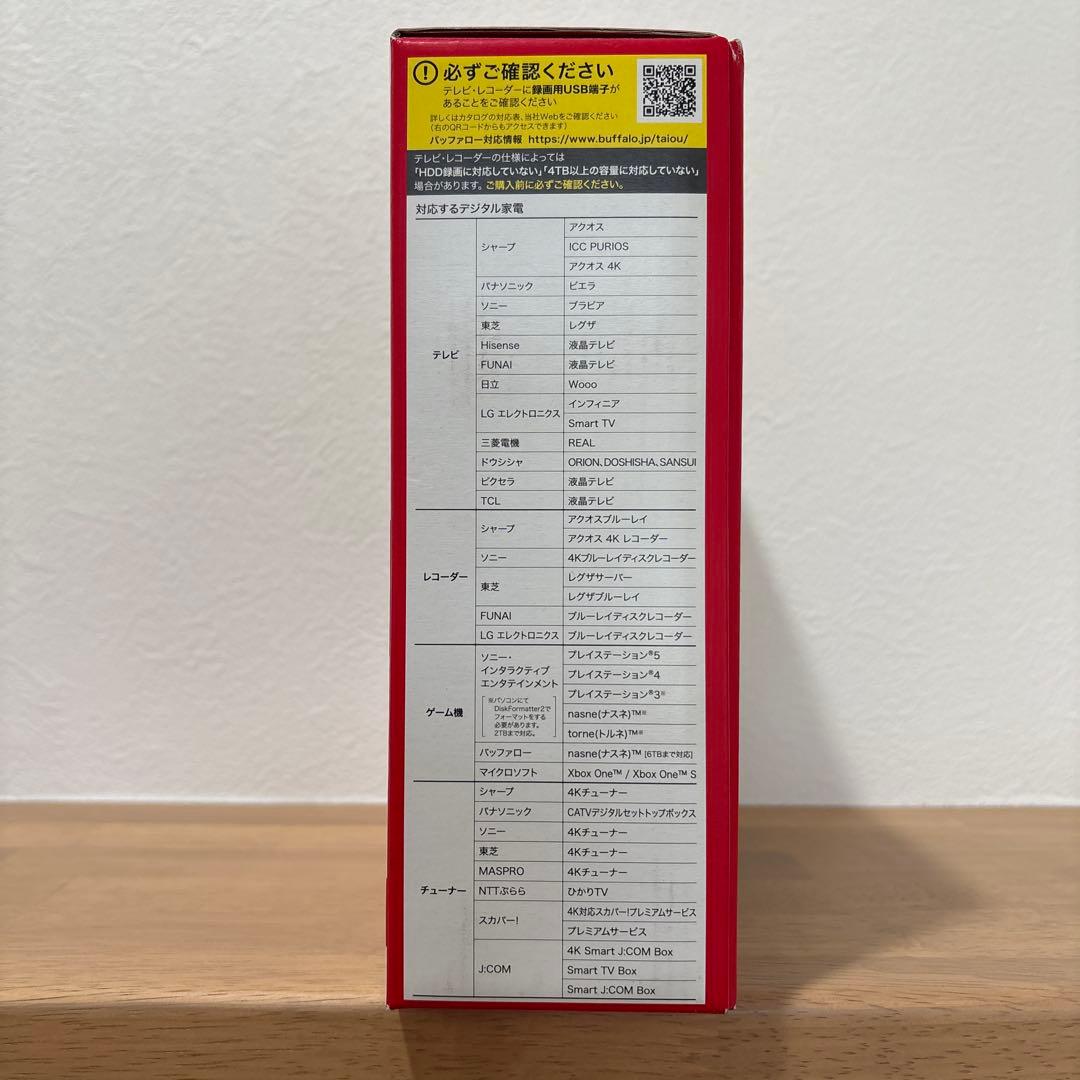 必ずご確認ください
テレビ・レコーダーに録画用USB端子が
あることをご確認ください
詳しくはカタログの対応表、当社Webをご確認ください
(右のQRコードからもアクセスできます)
バッファロー対応情報 https://www.buffalo.jp/taiou/
テレビ・レコーダーの仕様によっては
「HDD録画に対応していない」「4TB以上の容量に対応していない」
場合があります。ご購入前に必ずご確認ください。
対応するデジタル家電
テレビ
シャープ
アクオス
ICC PURIOS
アクオス 4K
パナソニック ビエラ
ソニー ブラビア
東芝 レグザ
Hisense 液晶テレビ
FUNAI 液晶テレビ
日立 Wooo
LG エレクトロニクス
インフィニア
Smart TV
三菱電機 REAL
ドウシシャ ORION、DOSHISHA、SANSUI
ピクセラ 液晶テレビ
TCL 液晶テレビ
レコーダー
シャープ
アクオスブルーレイ
アクオス 4K レコーダー
ソニー 4Kブルーレイディスクレコーダー
東芝
レグザサーバー
レグザブルーレイ
FUNAI ブルーレイディスクレコーダー
LG エレクトロニクス ブルーレイディスクレコーダー
ゲーム機
ソニー・
インタラクティブ
エンタテインメント
※パソコンにて
DiskFormatter2で
フォーマットをする
必要があります。
2TBまで対応。
プレイステーション®5
プレイステーション®4
プレイステーション®3※
nasne(ナスネ)™※
torne(トルネ)™※
バッファロー nasne(ナスネ)™ [6TBまで対応]
マイクロソフト Xbox One™ / Xbox One™ S
チューナー
シャープ 4Kチューナー
パナソニック CATVデジタルセットトップボックス
ソニー 4Kチューナー
東芝 4Kチューナー
MASPRO 4Kチューナー
NTTぷらら ひかりTV
スカパー!
4K対応スカパー!プレミアムサービス
プレミアムサービス
J:COM
4K Smart J:COM Box
Smart TV Box
Smart J:COM Box